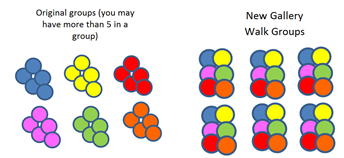 Original groups (you may
have more than 5 in a
group)
New Gallery
Walk Groups